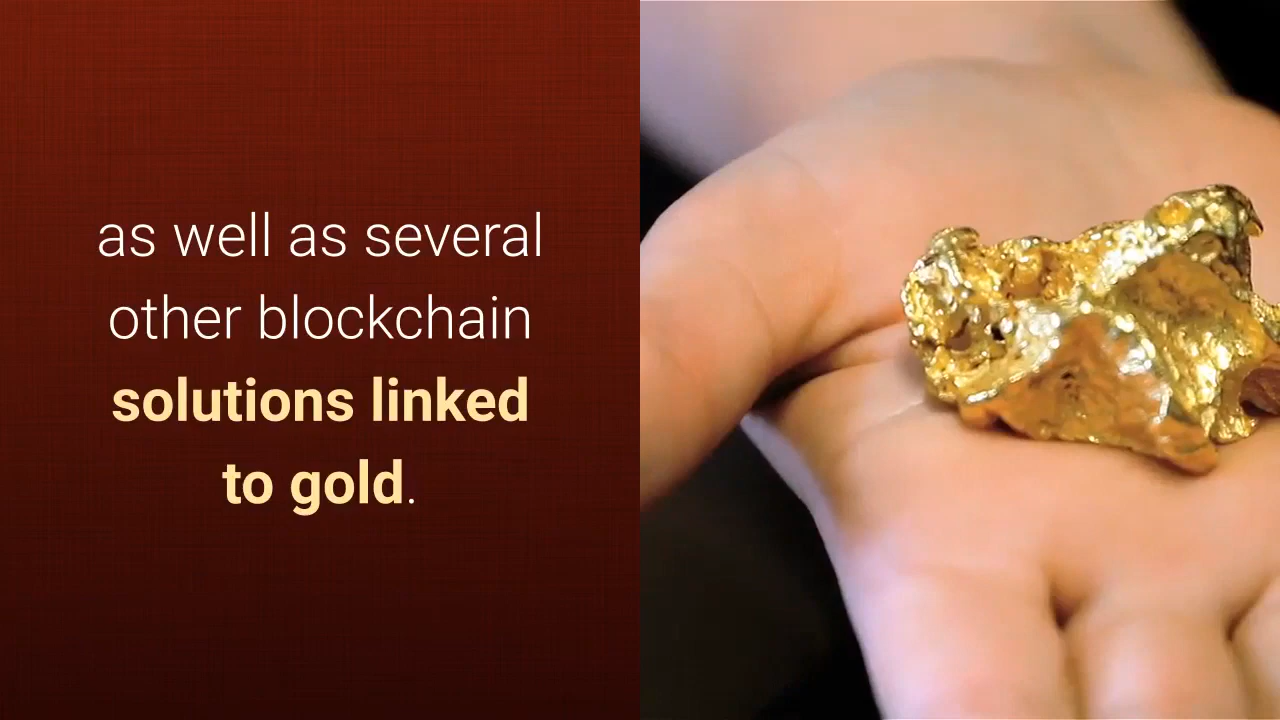 as well as several
other blockchain
solutions linked
to gold.